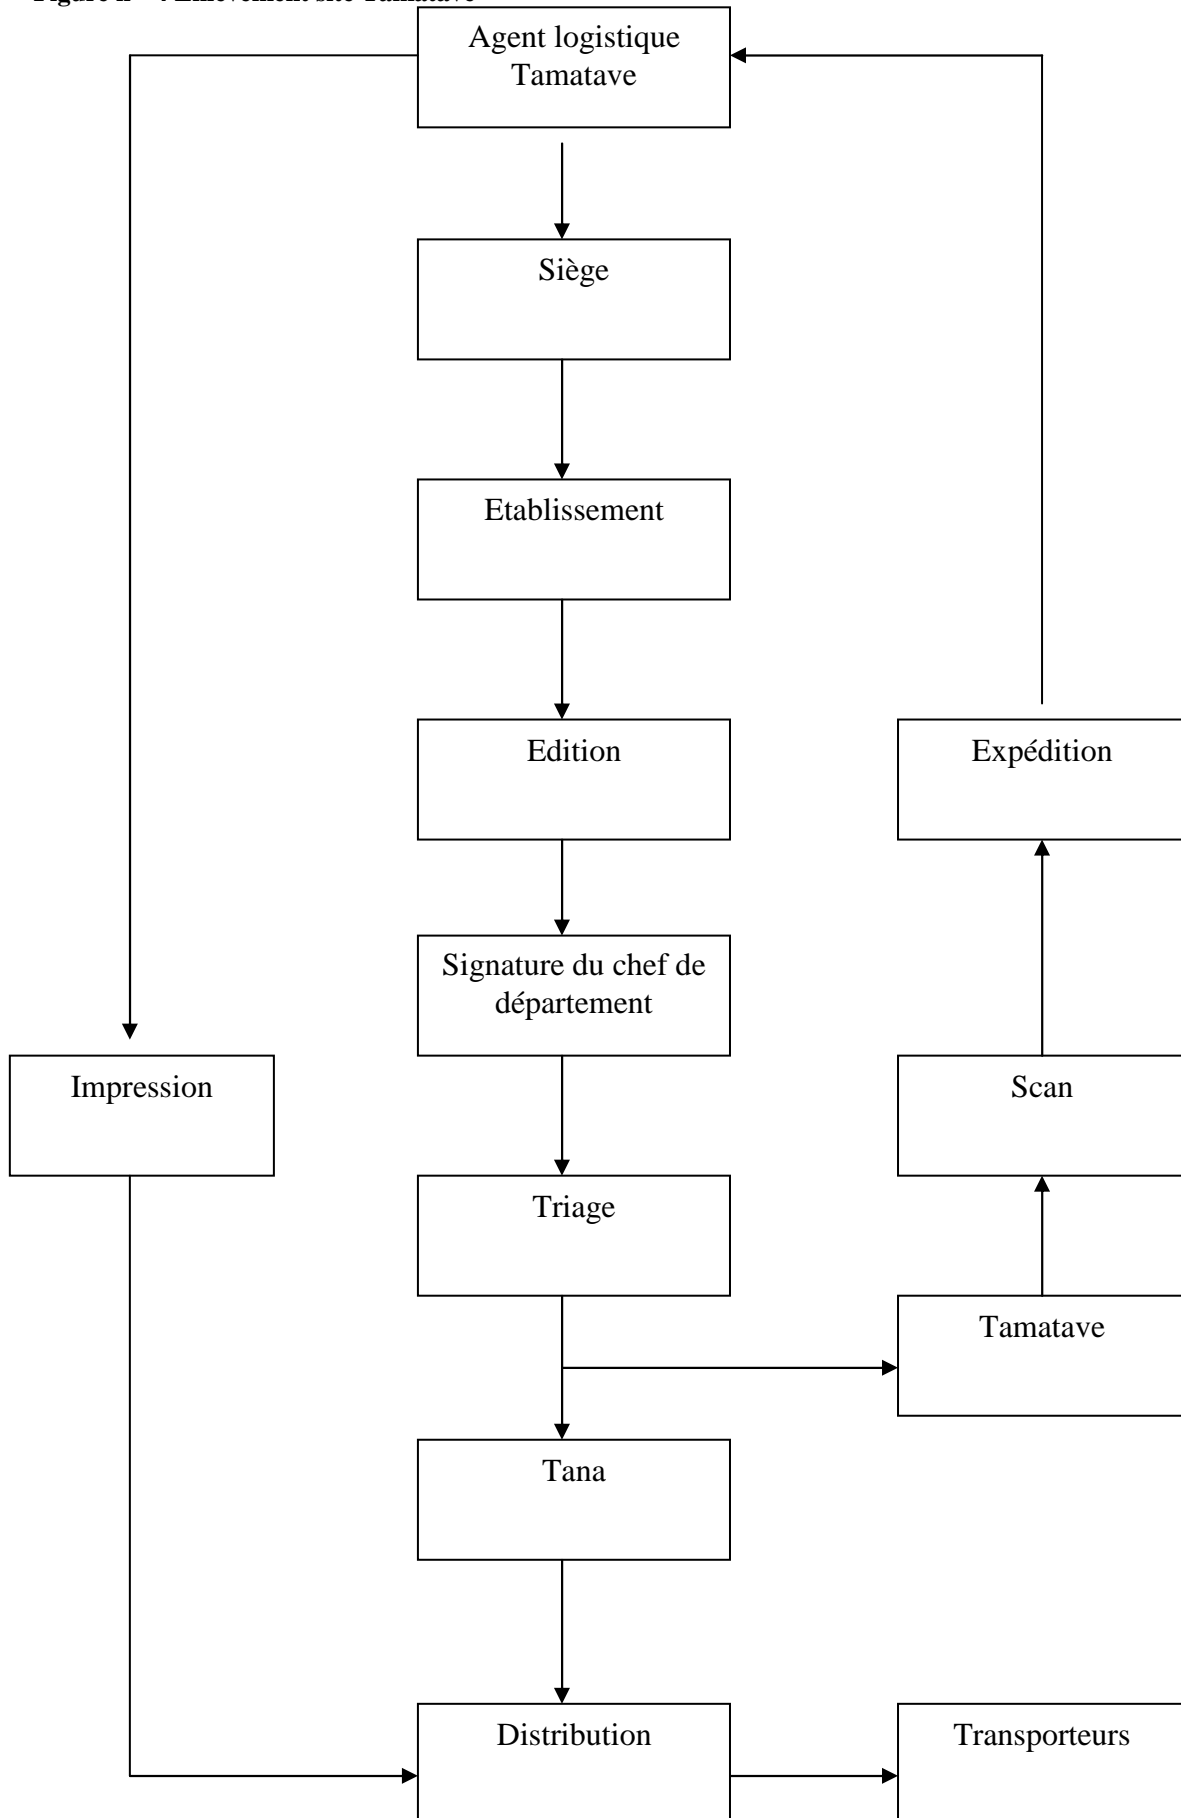 Agent logistique
Tamatave
Siège
Etablissement
Edition
Expédition
Signature du chef de
département
Impression
Scan
Triage
Tamatave
Tana
Distribution
Transporteurs